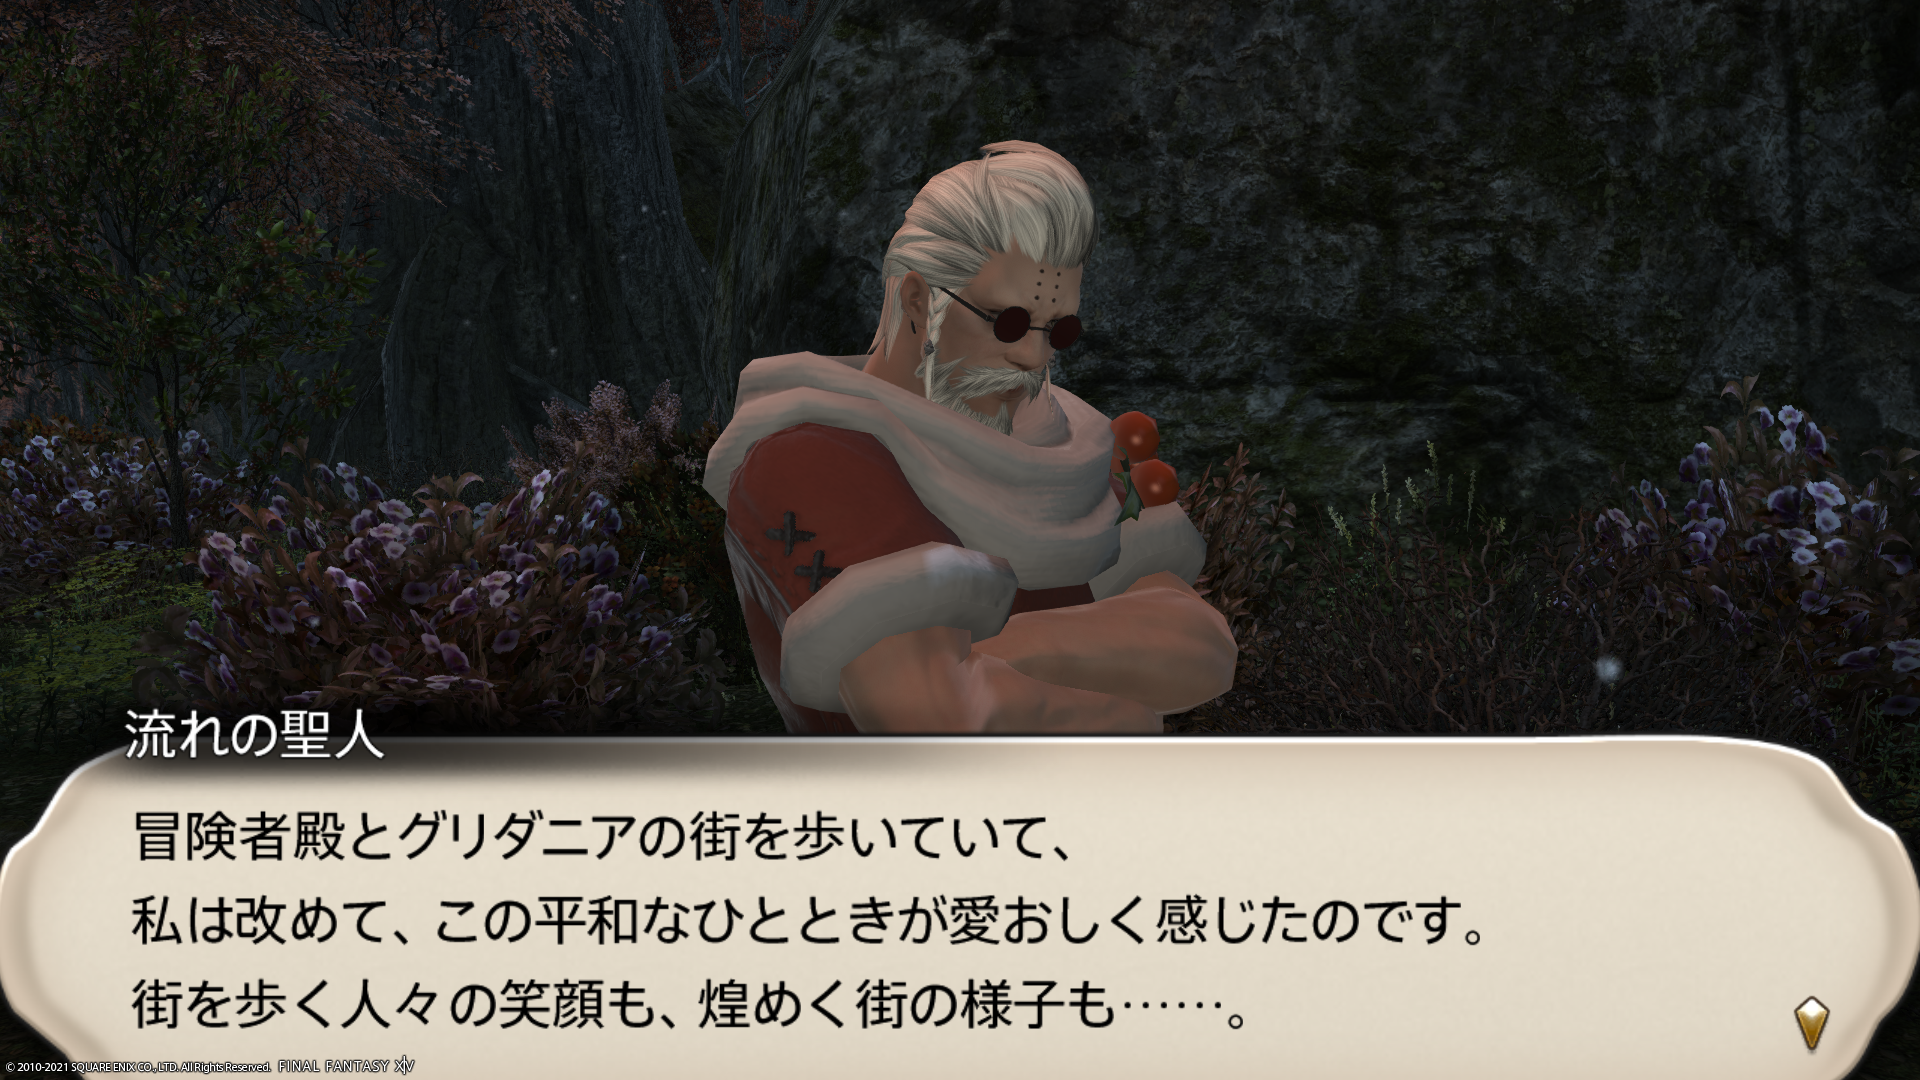 流れの聖人
冒険者殿とグリダニアの街を歩いていて、
私は改めて、この平和なひとときが愛おしく感じたのです。
街を歩く人々の笑顔も、煌めく街の様子も……。
© 2010-2021 SQUARE ENIX CO., LTD. All Rights Reserved. FINAL FANTASY XIV